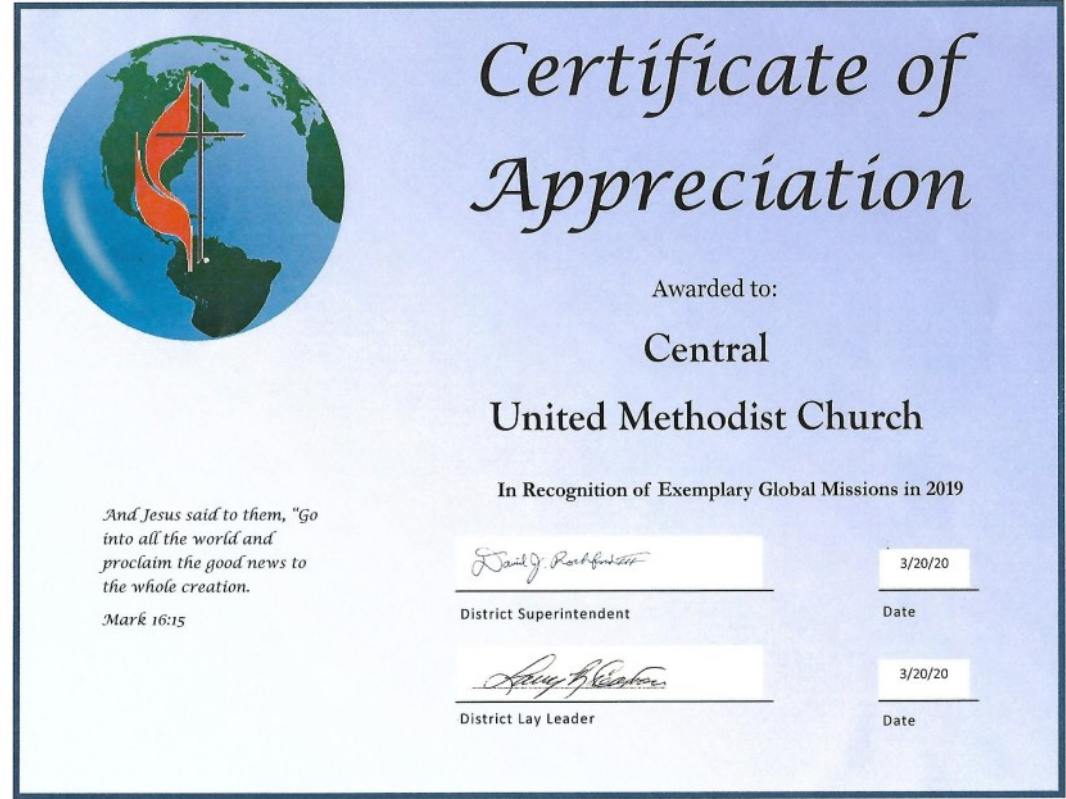 Certificate of
Appreciation
Awarded to:
Central
United Methodist Church
In Recognition of Exemplary Global Missions in 2019
And Jesus said to them, "Go
into all the world and
proclaim the good news to
the whole creation.
Mark 16:15
David J.
3/20/20
District Superintendent
Date
Larry
3/20/20
District Lay Leader
Date